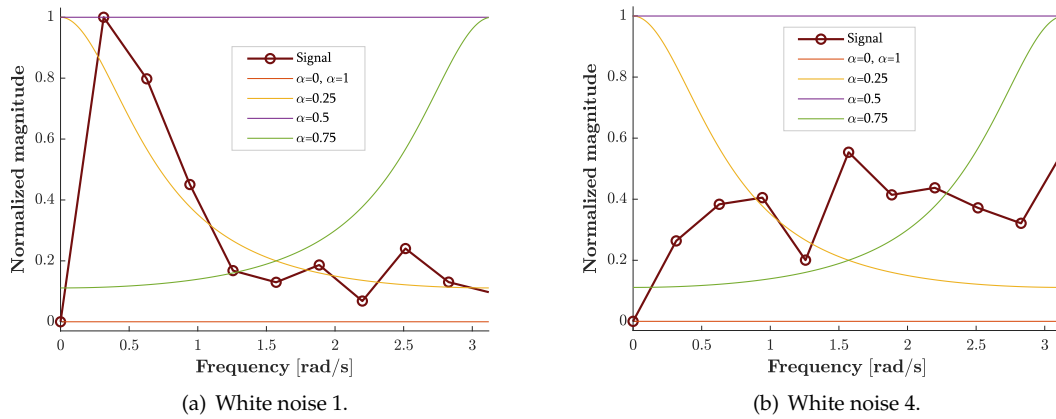 Normalized magnitude
1
0.8
0.6
0.4
0.2
0
Signal
α=0, α=1
α=0.25
α=0.5
α=0.75
0 0.5 1 1.5 2 2.5 3
Frequency [rad/s]
(a) White noise 1.
Normalized magnitude
1
0.8
0.6
0.4
0.2
0
Signal
α=0, α=1
α=0.25
α=0.5
α=0.75
0 0.5 1 1.5 2 2.5 3
Frequency [rad/s]
(b) White noise 4.